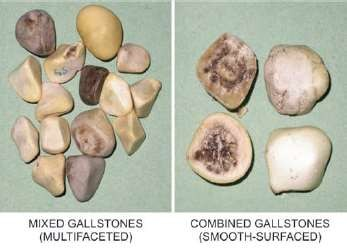 MIXED GALLSTONES
(MULTIFACETED)
COMBINED GALLSTONES
(SMOOTH-SURFACED)